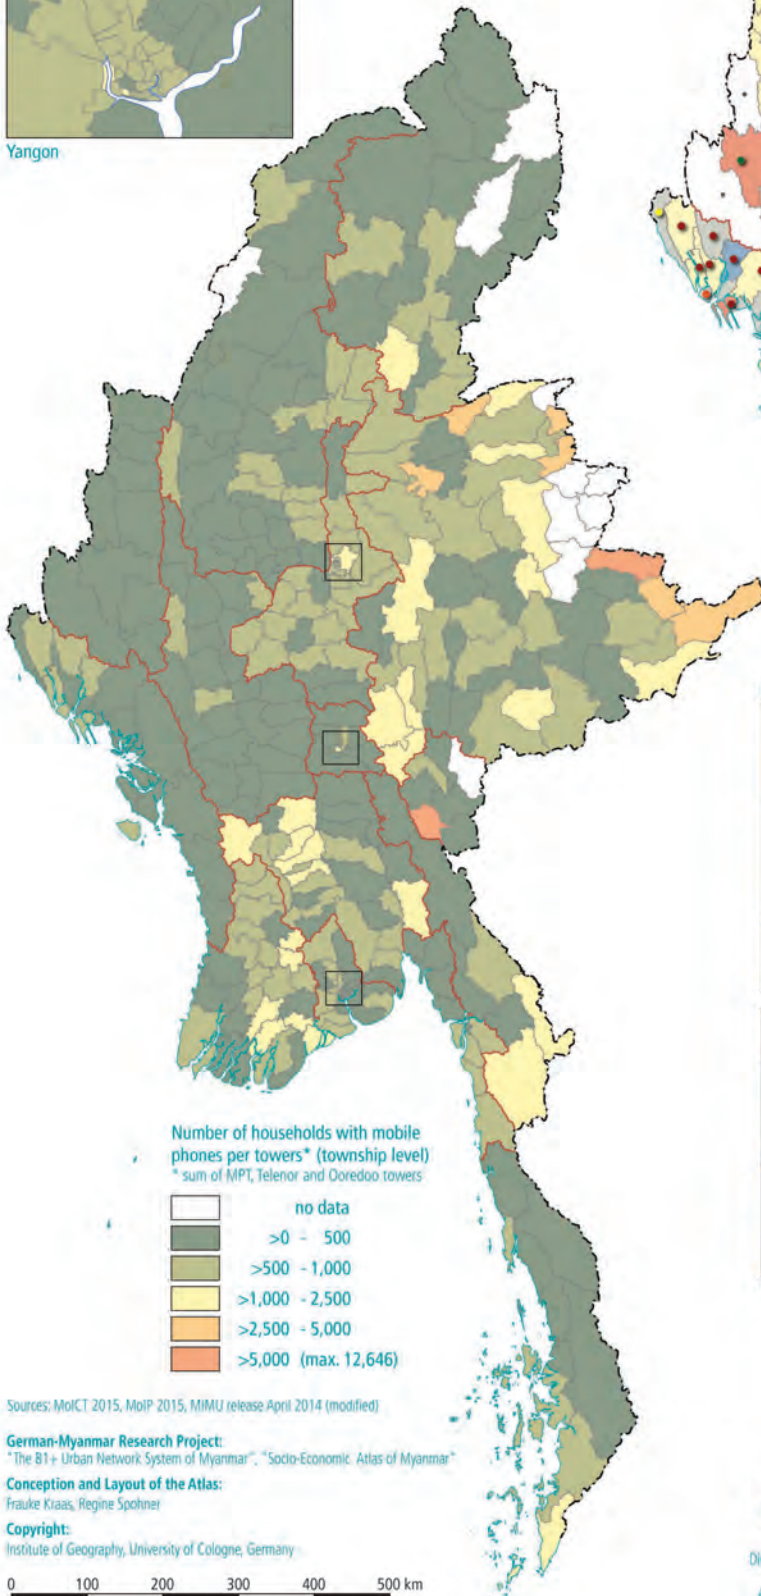 Yangon
Number of households with mobile
phones per towers* (township level)
* sum of MPT, Telenor and Ooredoo towers
no data
>0 - 500
>500 - 1,000
>1,000 - 2,500
>2,500 - 5,000
>5,000 (max. 12,646)
Sources: MoICT 2015, MoIP 2015, MIMU release April 2014 (modified)
German-Myanmar Research Project:
"The B1+ Urban Network System of Myanmar", "Socio-Economic Atlas of Myanmar"
Conception and Layout of the Atlas:
Frauke Kraas, Regine Spohner
Copyright:
Institute of Geography, University of Cologne, Germany
0 100 200 300 400 500 km